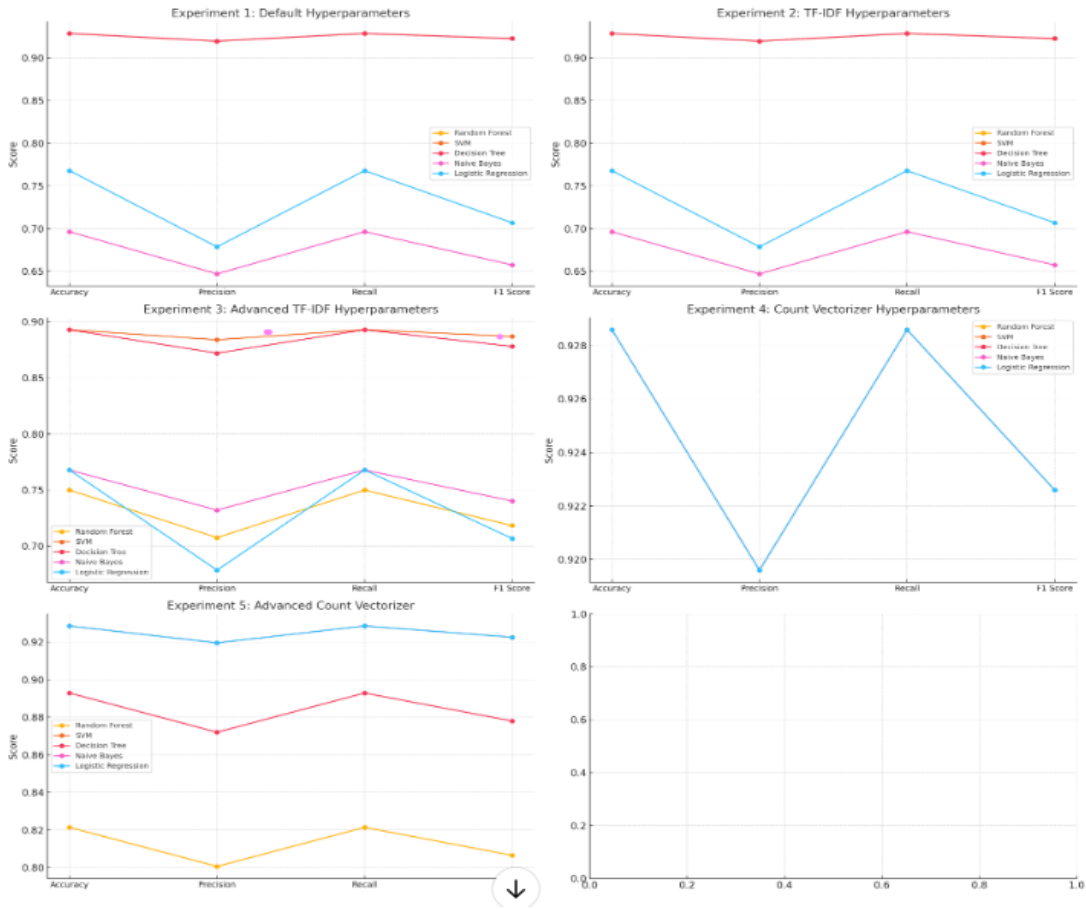 Experiment 1: Default Hyperparameters
0.90
0.85
0.80
0.75
0.70
0.65
Score
Random Forest
SVM
Decision Tree
Naive Bayes
Logistic Regression
Accuracy
Precision
Recall
F1 Score
Experiment 2: TF-IDF Hyperparameters
0.90
0.85
0.80
0.75
0.70
0.65
Score
Random Forest
SVM
Decision Tree
Naive Bayes
Logistic Regression
Accuracy
Precision
Recall
F1 Score
Experiment 3: Advanced TF-IDF Hyperparameters
0.90
0.85
0.80
0.75
0.70
Score
Random Forest
SVM
Decision Tree
Naive Bayes
Logistic Regression
Accuracy
Precision
Recall
F1 Score
Experiment 4: Count Vectorizer Hyperparameters
0.928
0.926
0.924
0.922
0.920
Score
Random Forest
SVM
Decision Tree
Naive Bayes
Logistic Regression
Accuracy
Precision
Recall
F1 Score
Experiment 5: Advanced Count Vectorizer
0.92
0.90
0.88
0.86
0.84
0.82
0.80
Score
Random Forest
SVM
Decision Tree
Naive Bayes
Logistic Regression
Accuracy
Precision
Recall
1.0
0.8
0.6
0.4
0.2
0.0
0.0
0.2
0.4
0.6
0.8
1.0